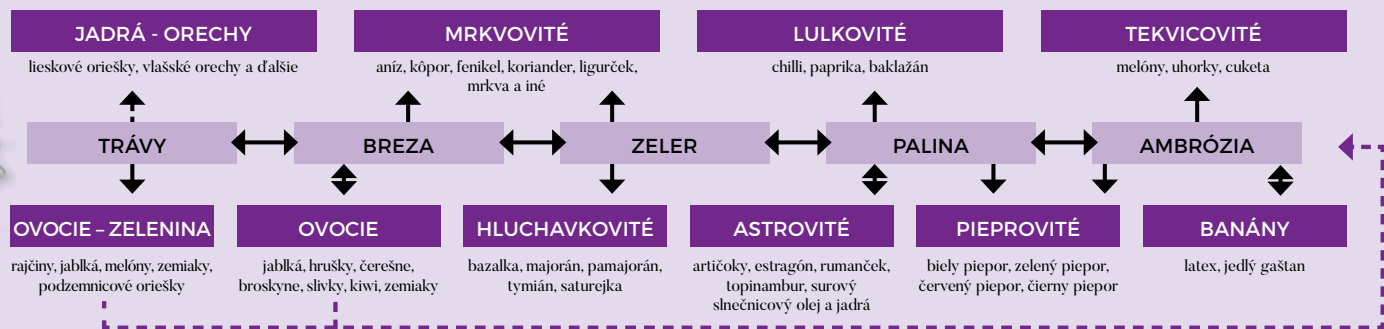 JADRÁ - ORECHY
lieskové oriešky, vlašské orechy a ďalšie
MRKVOVITÉ
aníz, kôpor, fenikel, koriander, ligurček,
mrkva a iné
LULKOVITÉ
chilli, paprika, baklažán
TEKVICOVITÉ
melóny, uhorky, cuketa
TRÁVY
BREZA
ZELER
PALINA
AMBRÓZIA
OVOCIE – ZELENINA
rajčiny, jablká, melóny, zemiaky,
podzemnicové oriešky
OVOCIE
jablká, hrušky, čerešne,
broskyne, slivky, kiwi, zemiaky
HLUCHAVKOVITÉ
bazalka, majorán, pamajorán,
tymián, saturejka
ASTROVITÉ
artičoky, estragón, rumanček,
topinambur, surový
slnečnicový olej a jadrá
PIEPROVITÉ
biely piepor, zelený piepor,
červený piepor, čierny piepor
BANÁNY
latex, jedlý gaštan